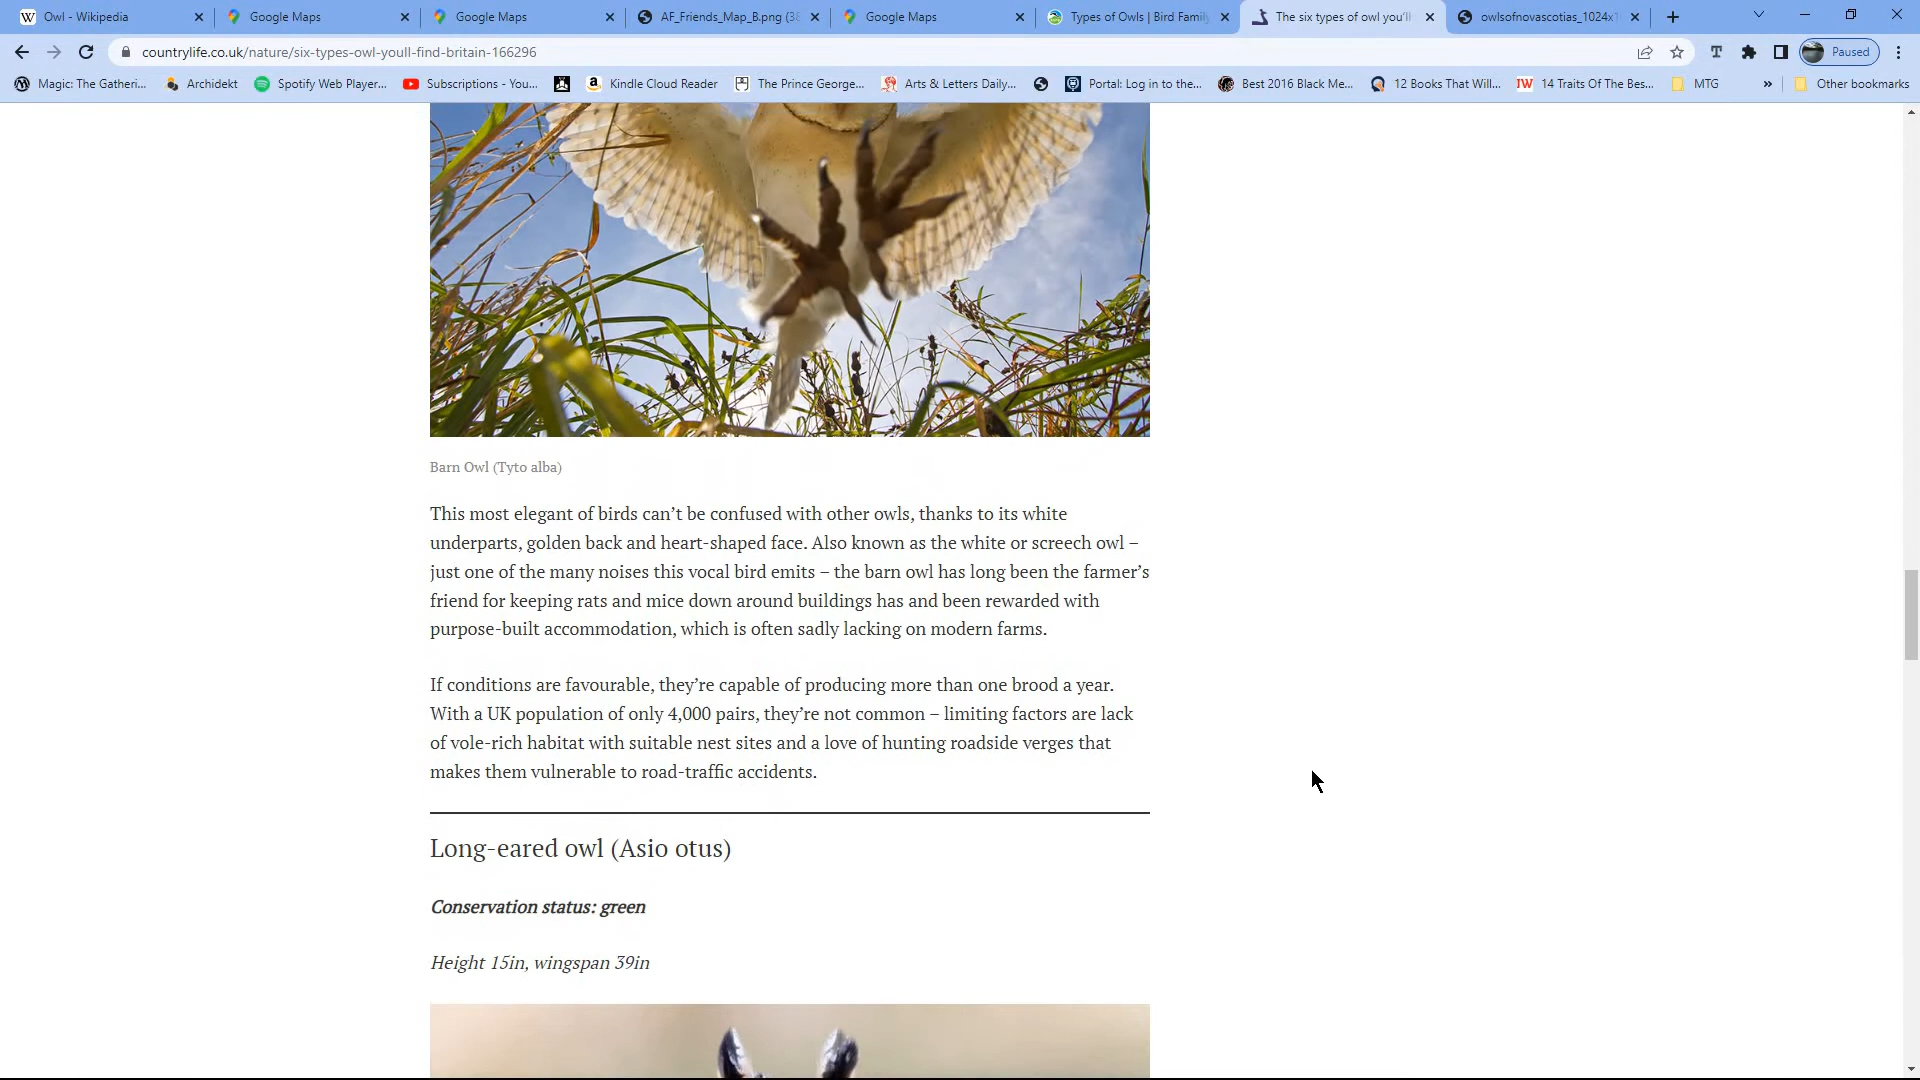 Owl - Wikipedia
Google Maps
Google Maps
AF_Friends_Map_B.png (38
Google Maps
Types of Owls | Bird Family
The six types of owl you'll
owlsofnovascotias_1024x1
countrylife.co.uk/nature/six-types-owl-youll-find-britain-166296
Paused
Magic: The Gatheri...
Archidekt
Spotify Web Player...
Subscriptions - You...
Kindle Cloud Reader
The Prince George...
Arts & Letters Daily...
Portal: Log in to the...
Best 2016 Black Me...
12 Books That Will...
IW 14 Traits Of The Bes...
MTG
»
Other bookmarks
Barn Owl (Tyto alba)
This most elegant of birds can’t be confused with other owls, thanks to its white
underparts, golden back and heart-shaped face. Also known as the white or screech owl –
just one of the many noises this vocal bird emits – the barn owl has long been the farmer’s
friend for keeping rats and mice down around buildings has and been rewarded with
purpose-built accommodation, which is often sadly lacking on modern farms.
If conditions are favourable, they’re capable of producing more than one brood a year.
With a UK population of only 4,000 pairs, they’re not common – limiting factors are lack
of vole-rich habitat with suitable nest sites and a love of hunting roadside verges that
makes them vulnerable to road-traffic accidents.
Long-eared owl (Asio otus)
Conservation status: green
Height 15in, wingspan 39in